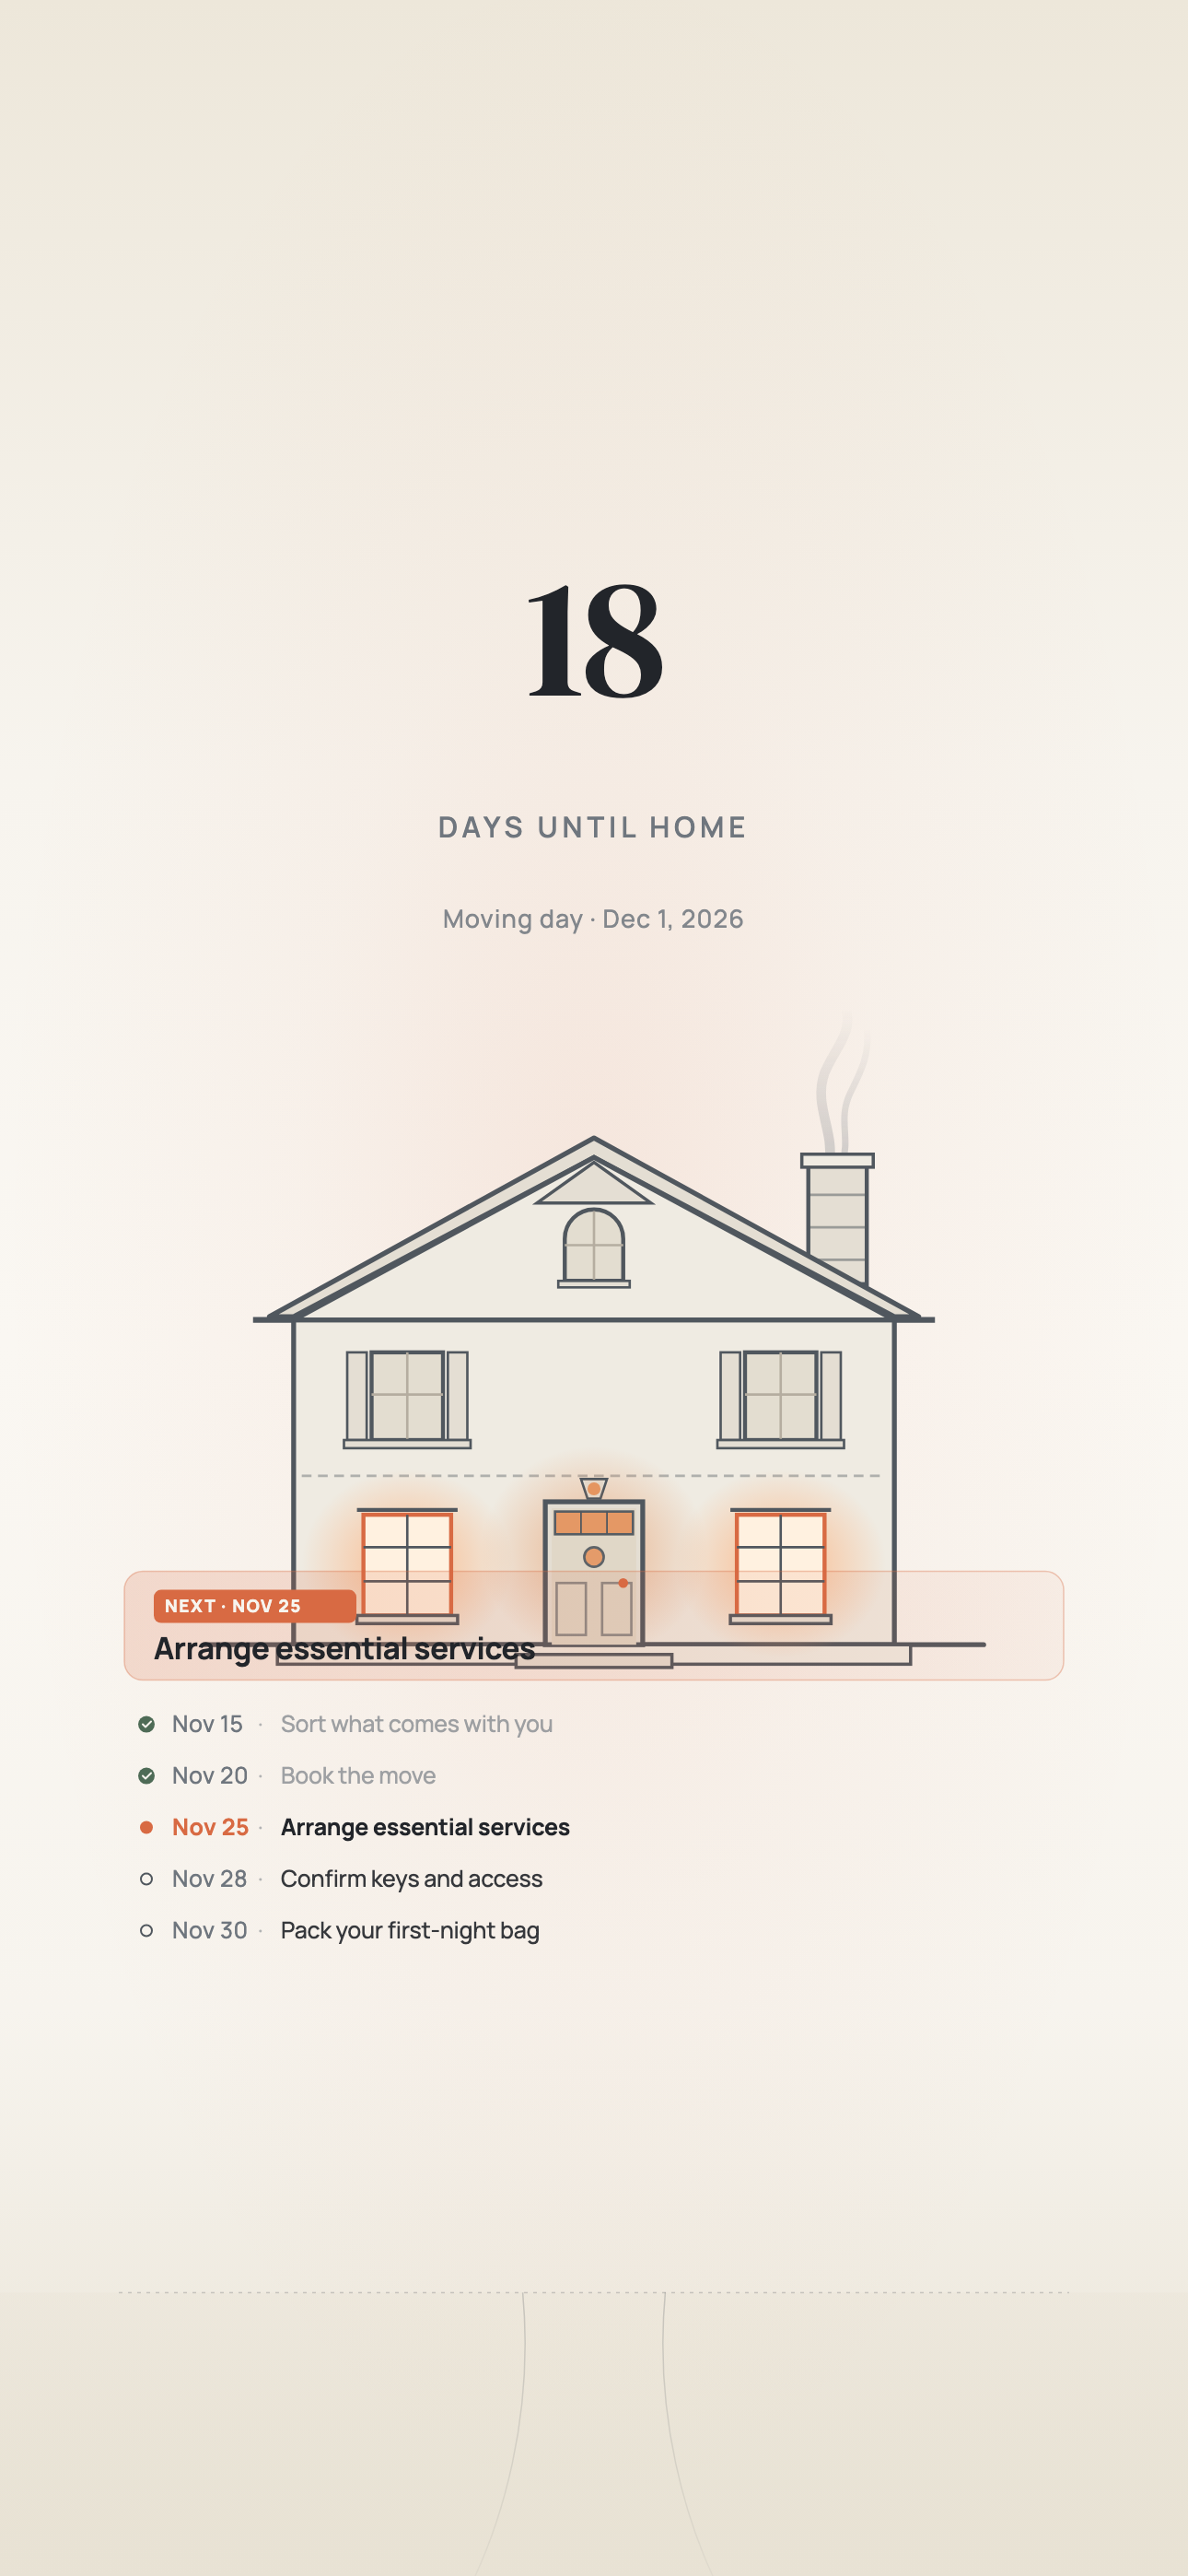 18
DAYS UNTIL HOME
Moving day · Dec 1, 2026
NEXT · NOV 25
Arrange essential services
Nov 15 · Sort what comes with you
Nov 20 · Book the move
Nov 25 · Arrange essential services
Nov 28 · Confirm keys and access
Nov 30 · Pack your first-night bag